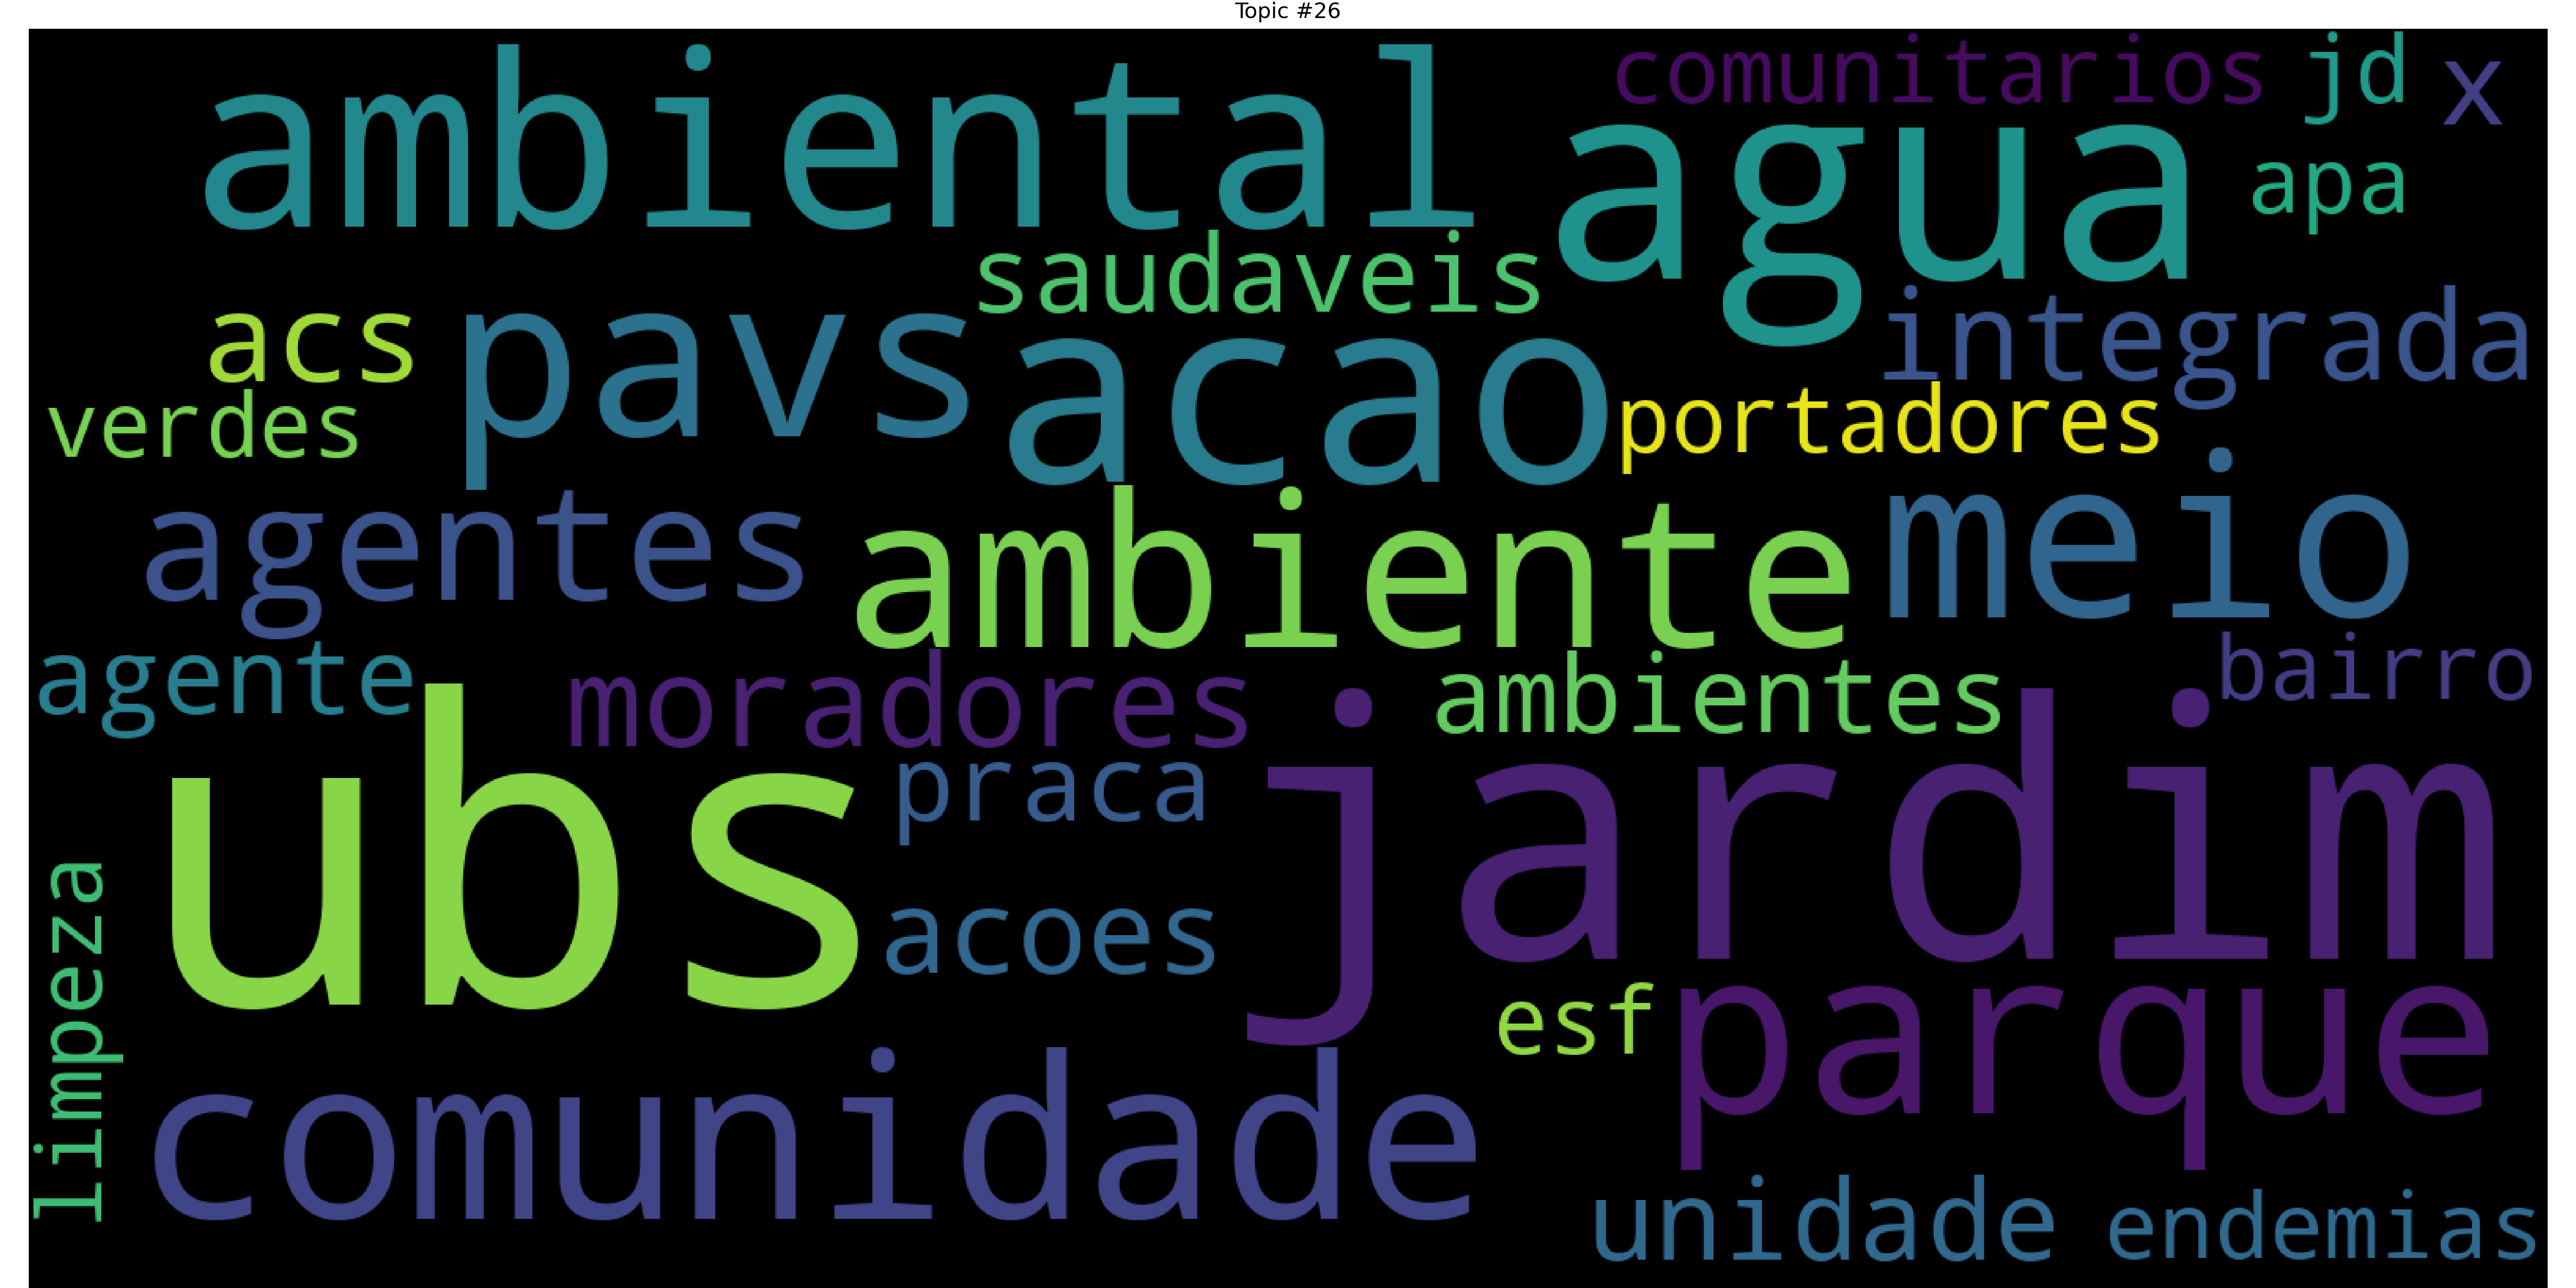 Topic #26
comunitarios
jd
x
ambiental
agua
apa
saudaveis
acs
pavs
acao
integrada
verdes
portadores
agentes
ambiente
meio
agente
moradores
ambientes
bairro
ubs
praca
jardim
limpeza
acoes
esf
parque
comunidade
unidade
endemias